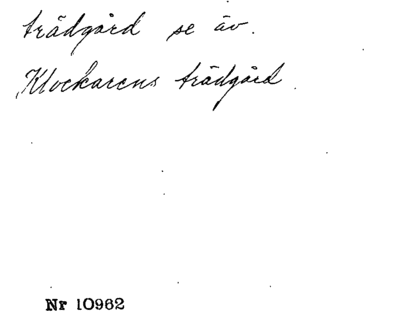 trädgård se äv.
Klockarens trädgård
Nr 10962